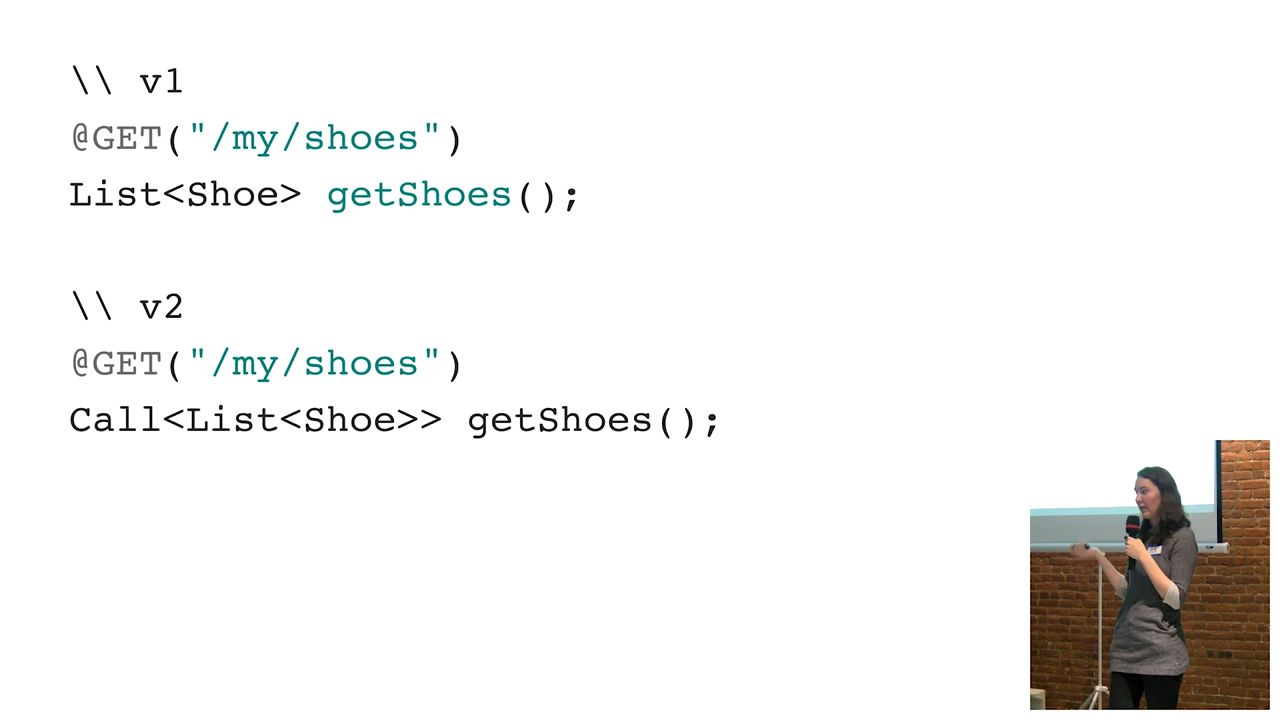 \\ v1
@GET("/my/shoes")
List<Shoe> getShoes();
\\ v2
@GET("/my/shoes")
Call<List<Shoe>> getShoes();